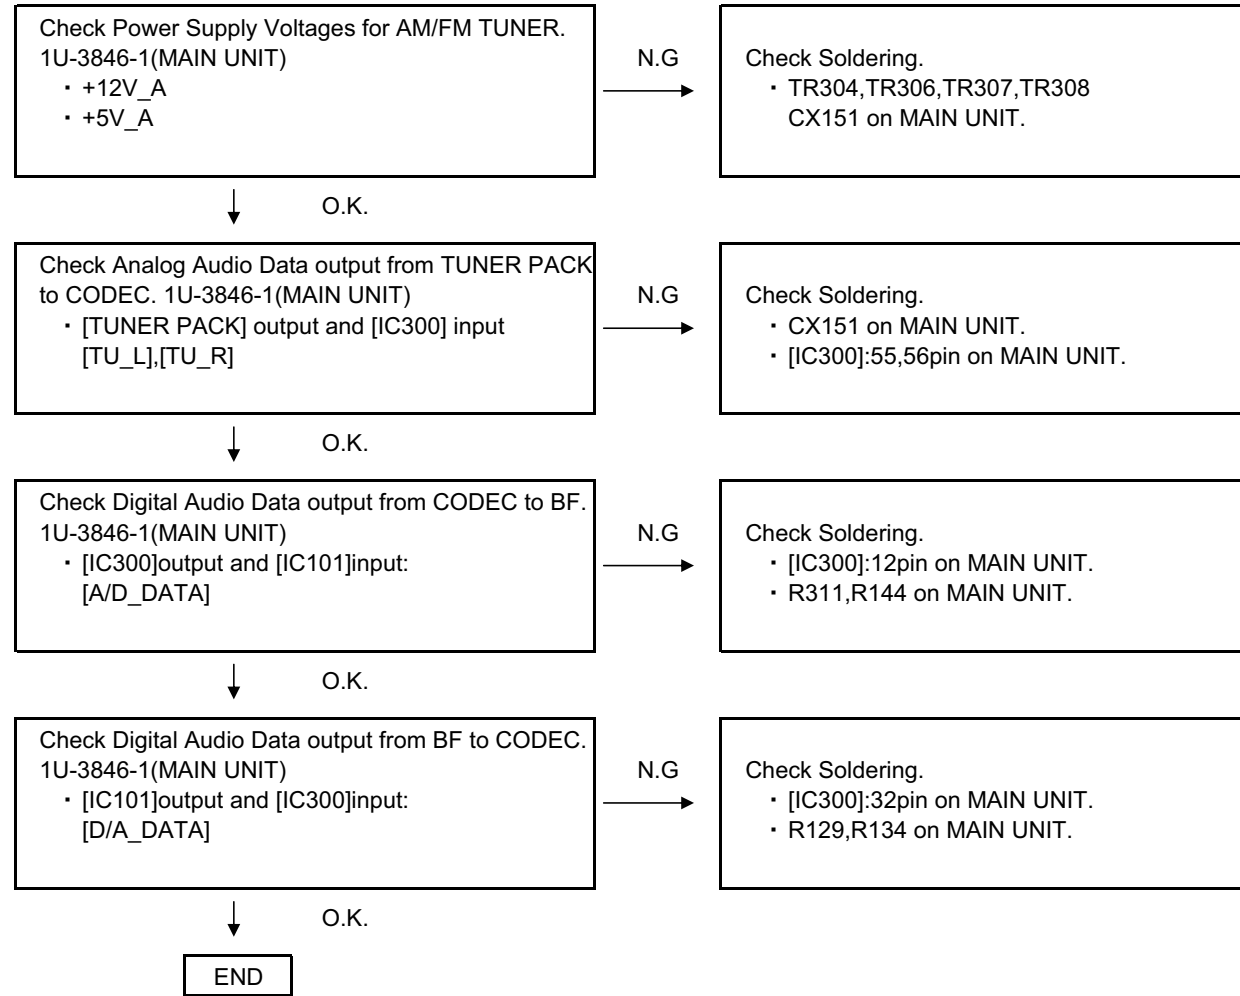 Check Power Supply Voltages for AM/FM TUNER.
1U-3846-1(MAIN UNIT)
・ +12V_A
・ +5V_A
N.G
Check Soldering.
・ TR304,TR306,TR307,TR308
CX151 on MAIN UNIT.
O.K.
Check Analog Audio Data output from TUNER PACK
to CODEC. 1U-3846-1(MAIN UNIT)
・ [TUNER PACK] output and [IC300] input
[TU_L],[TU_R]
N.G
Check Soldering.
・ CX151 on MAIN UNIT.
・ [IC300]:55,56pin on MAIN UNIT.
O.K.
Check Digital Audio Data output from CODEC to BF.
1U-3846-1(MAIN UNIT)
・ [IC300]output and [IC101]input:
[A/D_DATA]
N.G
Check Soldering.
・ [IC300]:12pin on MAIN UNIT.
・ R311,R144 on MAIN UNIT.
O.K.
Check Digital Audio Data output from BF to CODEC.
1U-3846-1(MAIN UNIT)
・ [IC101]output and [IC300]input:
[D/A_DATA]
N.G
Check Soldering.
・ [IC300]:32pin on MAIN UNIT.
・ R129,R134 on MAIN UNIT.
O.K.
END